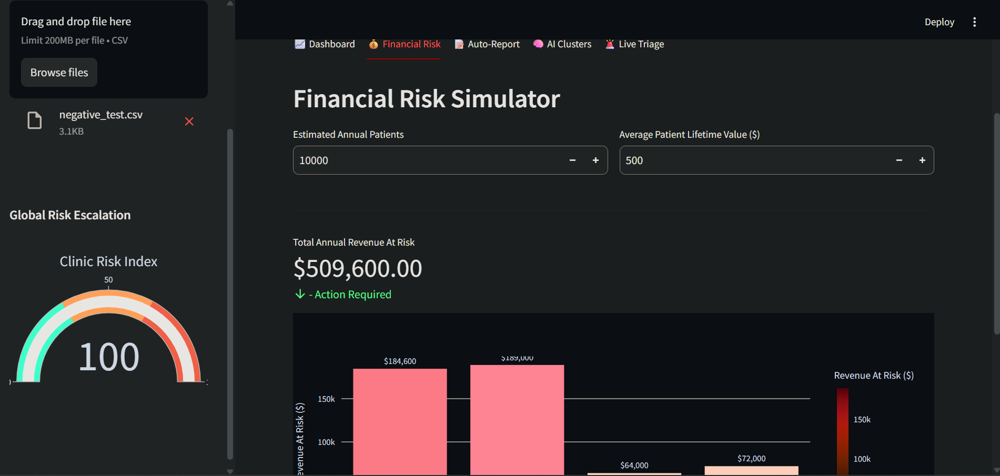 Drag and drop file here
Limit 200MB per file • CSV
Browse files
negative_test.csv
3.1KB
Global Risk Escalation
Clinic Risk Index
50
100
Deploy
Dashboard
Financial Risk
Auto-Report
AI Clusters
Live Triage
Financial Risk Simulator
Estimated Annual Patients
10000
Average Patient Lifetime Value ($)
500
Total Annual Revenue At Risk
$509,600.00
- Action Required
$184,600
$189,000
$64,000
$72,000
150k
100k
Revenue At Risk ($)
150k
100k